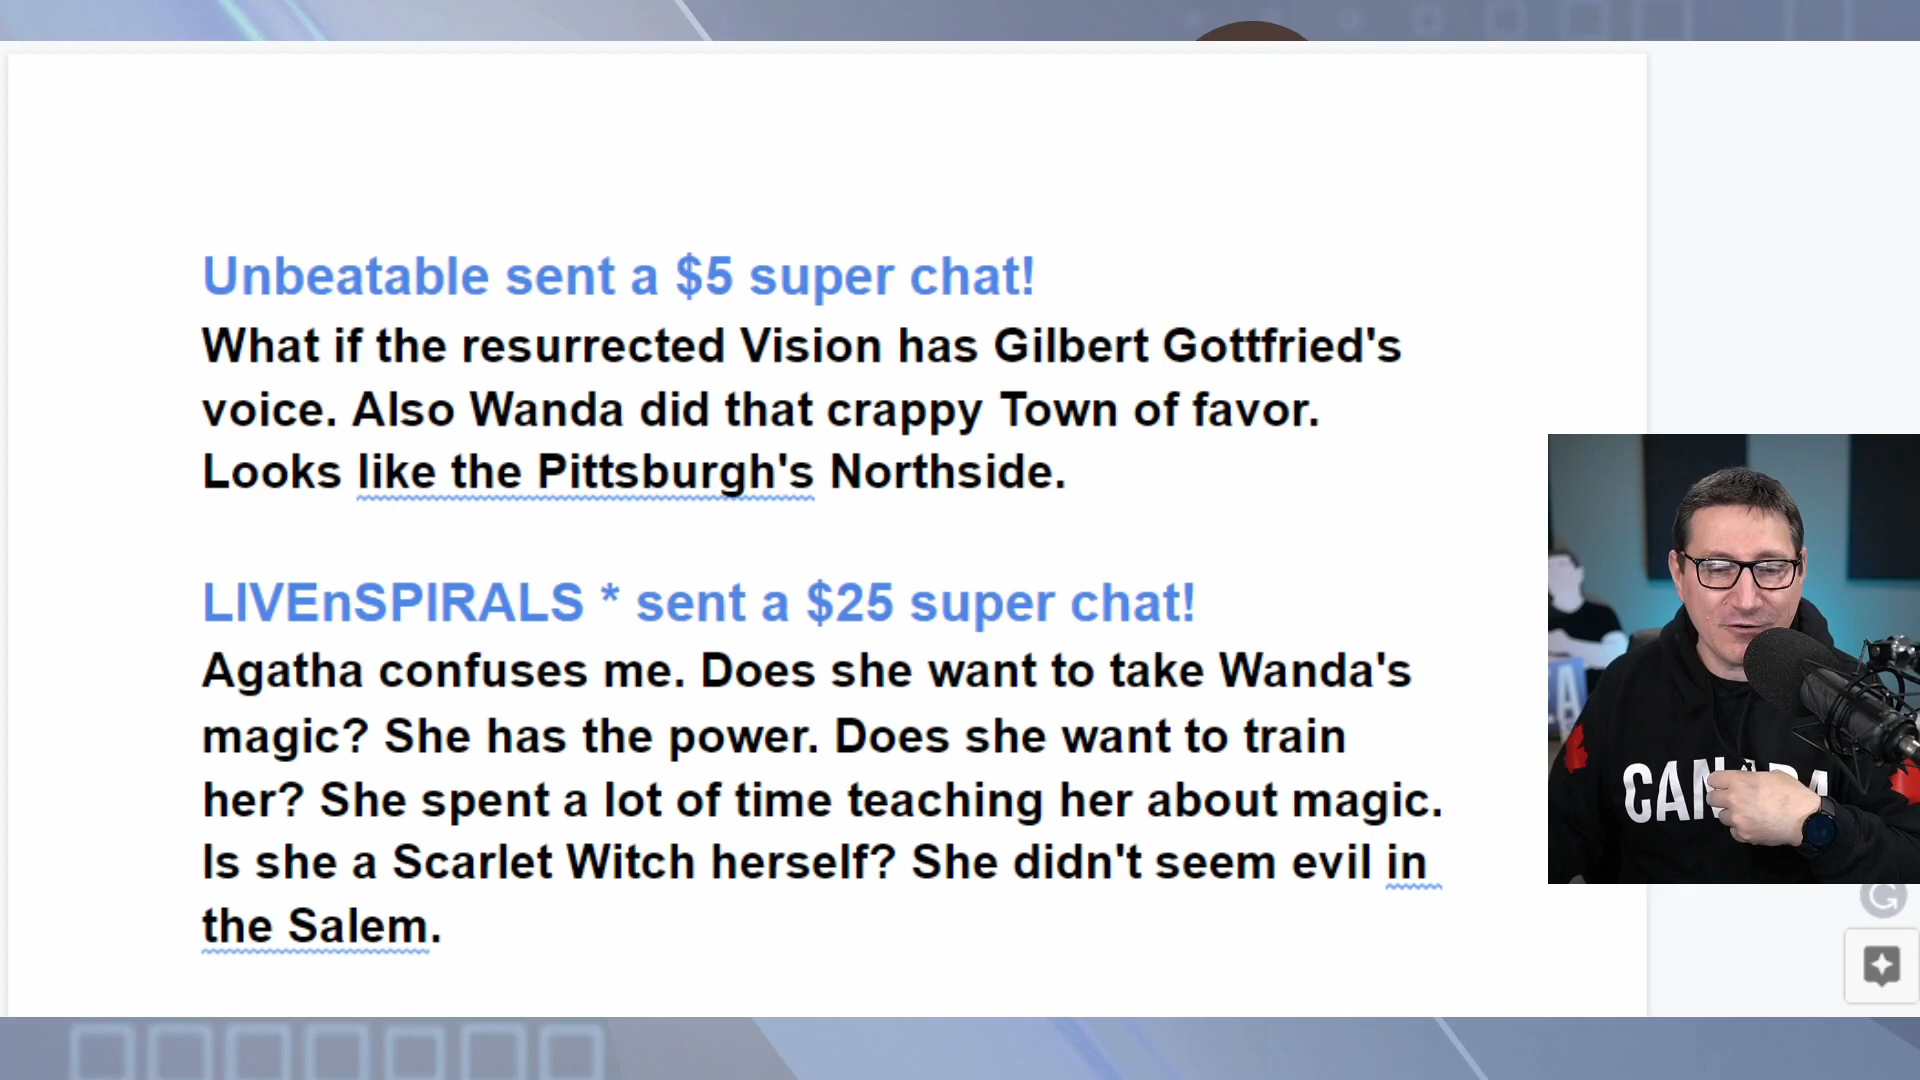 Unbeatable sent a $5 super chat!
What if the resurrected Vision has Gilbert Gottfried's
voice. Also Wanda did that crappy Town of favor.
Looks like the Pittsburgh's Northside.
LIVEnSPIRALS * sent a $25 super chat!
Agatha confuses me. Does she want to take Wanda's
magic? She has the power. Does she want to train
her? She spent a lot of time teaching her about magic.
Is she a Scarlet Witch herself? She didn't seem evil in
the Salem.
CANADA